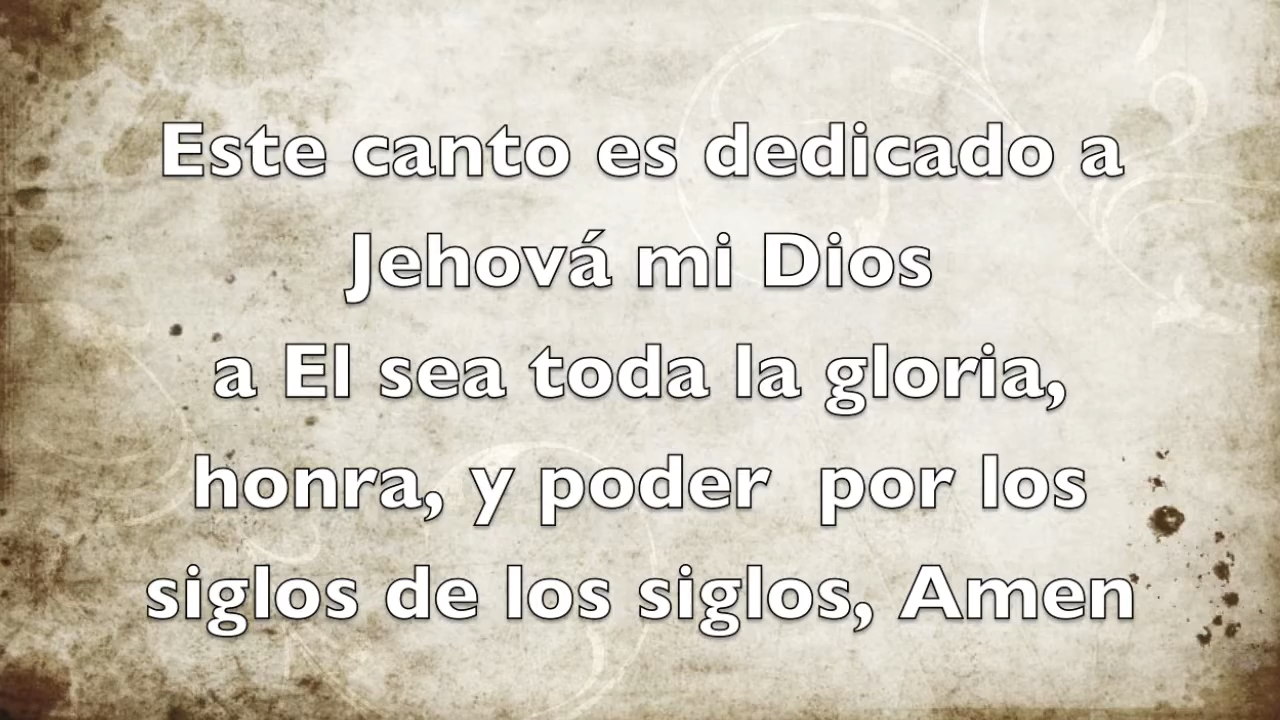 Este canto es dedicado a
Jehová mi Dios
a El sea toda la gloria,
honra, y poder  por los
siglos de los siglos, Amen